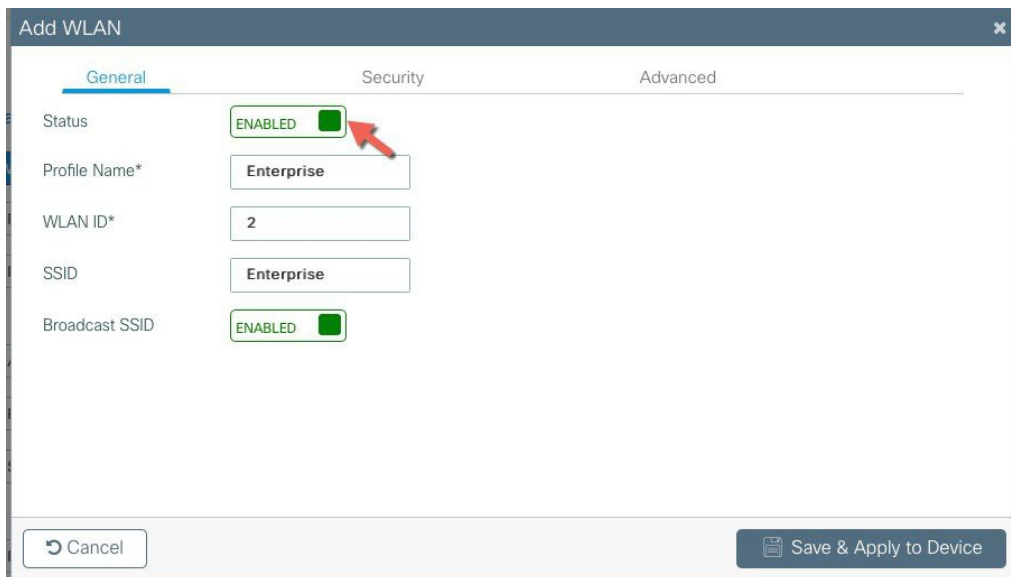 Add WLAN
General Security Advanced
Status ENABLED
Profile Name* Enterprise
WLAN ID* 2
SSID Enterprise
Broadcast SSID ENABLED
Cancel Save & Apply to Device